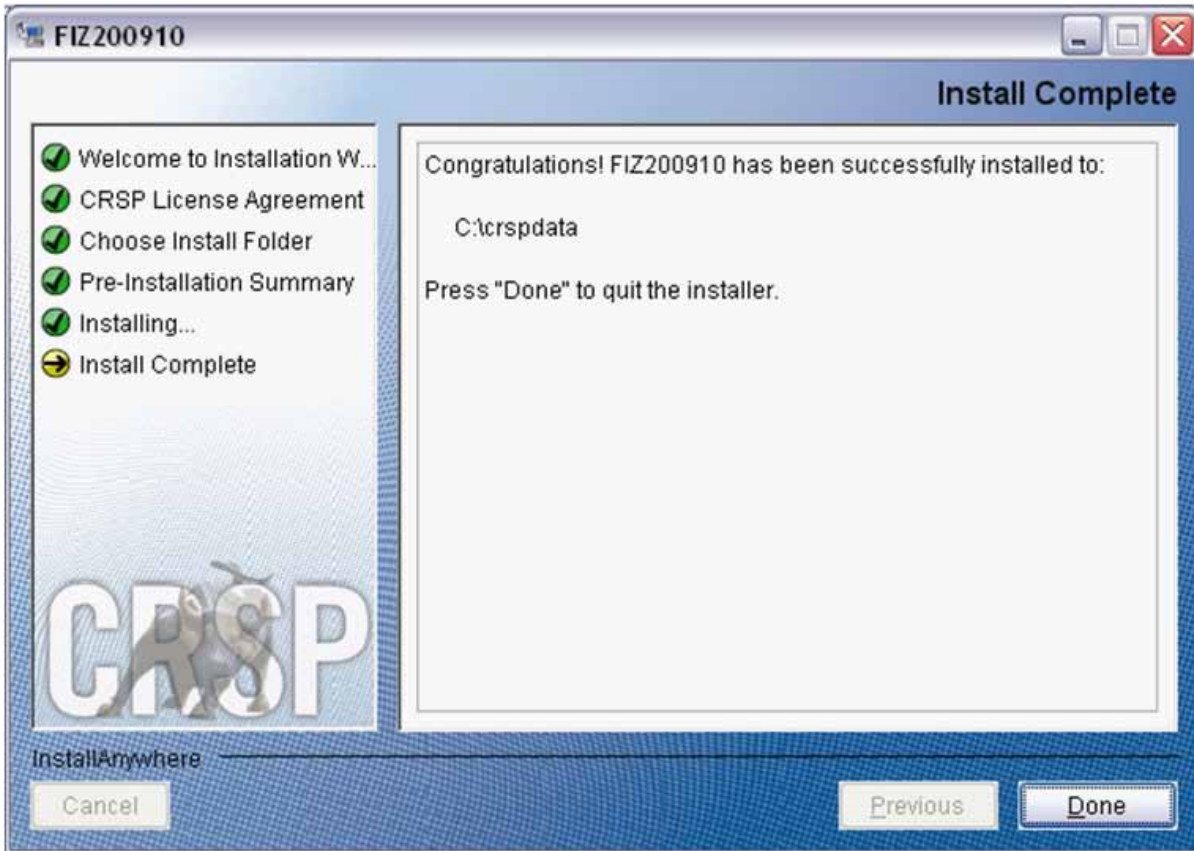 FIZ200910
Install Complete
Welcome to Installation W...
CRSP License Agreement
Choose Install Folder
Pre-Installation Summary
Installing...
Install Complete
CRSP
Congratulations! FIZ200910 has been successfully installed to:
C:\crspdata
Press "Done" to quit the installer.
InstallAnywhere
Cancel
Previous
Done